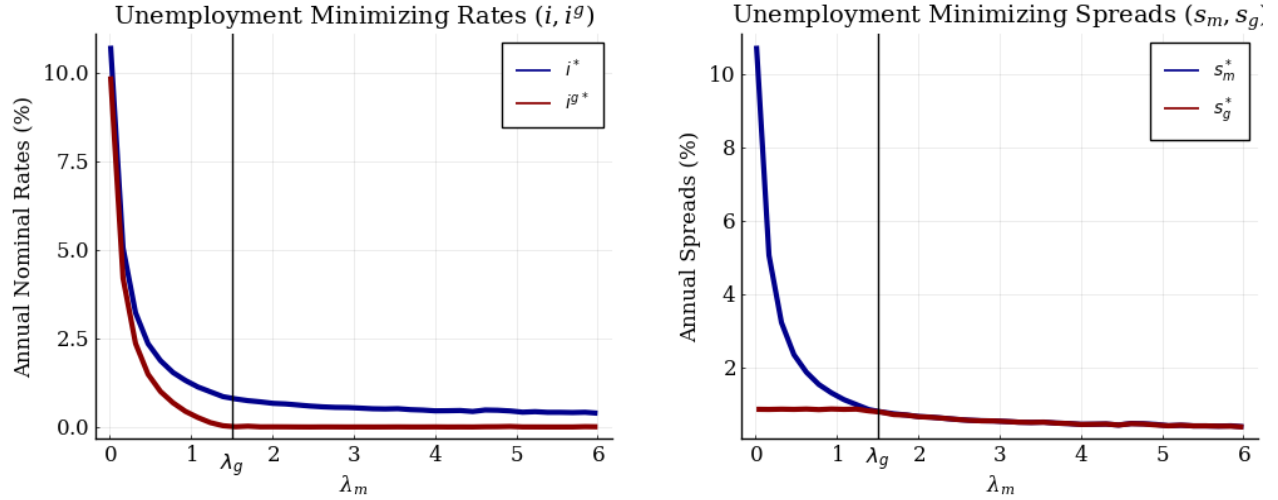 Unemployment Minimizing Rates (i, i^g)
Annual Nominal Rates (%)
10.0
7.5
5.0
2.5
0.0
i^*
i^{g*}
0 1 2 3 4 5 6
λ_g
λ_m
Unemployment Minimizing Spreads (s_m, s_g)
Annual Spreads (%)
10
8
6
4
2
s_m^*
s_g^*
0 1 2 3 4 5 6
λ_g
λ_m